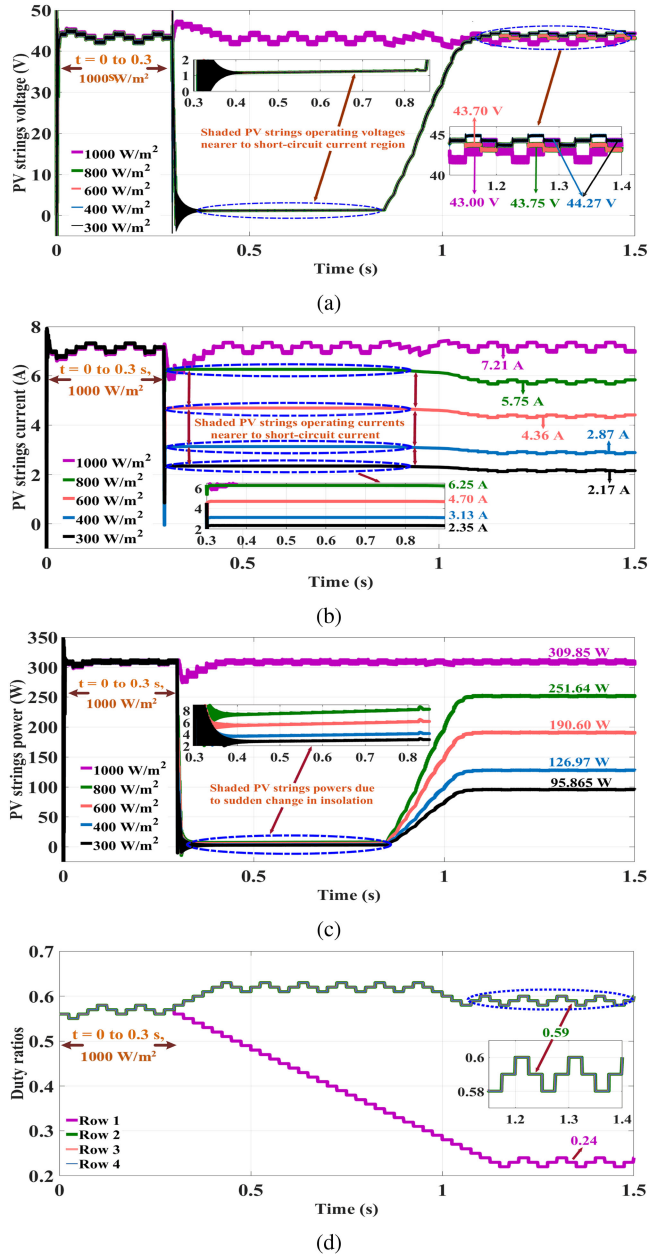 50
40
30
20
10
0
PV strings voltage (V)
t = 0 to 0.3
1000sW/m²
2
1
0
0.3 0.4 0.5 0.6 0.7 0.8
Shaded PV strings operating voltages
nearer to short-circuit current region
43.70 V
45
40
1.2 1.3 1.4
43.00 V 43.75 V 44.27 V
1000 W/m²
800 W/m²
600 W/m²
400 W/m²
300 W/m²
0 0.5 1 1.5
Time (s)
(a)
8
6
4
2
0
PV strings current (A)
t = 0 to 0.3 s,
1000 W/m²
7.21 A
5.75 A
Shaded PV strings operating currents
nearer to short-circuit current
4.36 A
2.87 A
2.17 A
1000 W/m²
800 W/m²
600 W/m²
400 W/m²
300 W/m²
6.25 A
4.70 A
3.13 A
2.35 A
6
4
2
0.3 0.4 0.5 0.6 0.7 0.8
0 0.5 1 1.5
Time (s)
(b)
350
300
250
200
150
100
50
0
PV strings power (W)
t = 0 to 0.3 s,
1000 W/m²
309.85 W
251.64 W
190.60 W
126.97 W
95.865 W
8
6
4
2
0.3 0.4 0.5 0.6 0.7 0.8
Shaded PV strings powers due
to sudden change in insolation
1000 W/m²
800 W/m²
600 W/m²
400 W/m²
300 W/m²
0 0.5 1 1.5
Time (s)
(c)
0.7
0.6
0.5
0.4
0.3
0.2
Duty ratios
t = 0 to 0.3 s,
1000 W/m²
0.59
0.6
0.58
1.2 1.3 1.4
0.24
Row 1
Row 2
Row 3
Row 4
0 0.5 1 1.5
Time (s)
(d)